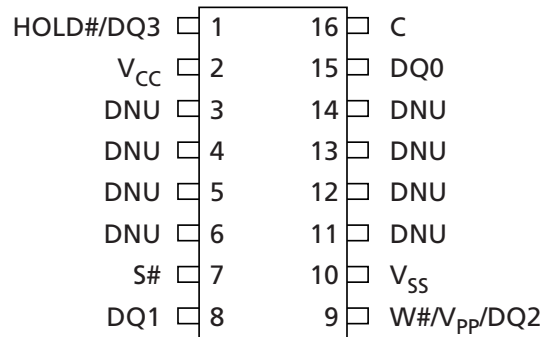 HOLD#/DQ3 1 16 C
VCC 2 15 DQ0
DNU 3 14 DNU
DNU 4 13 DNU
DNU 5 12 DNU
DNU 6 11 DNU
S# 7 10 VSS
DQ1 8 9 W#/VPP/DQ2